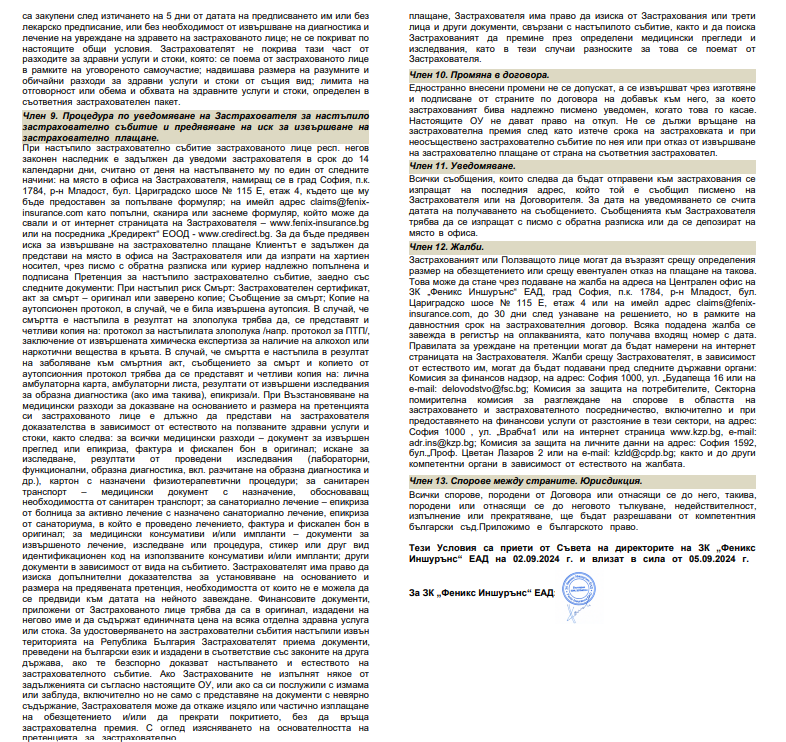 са закупени след изтичането на 5 дни от датата на предписването им или без
лекарско предписание, или без необходимост от извършване на диагностика и
лечение на увреждане на здравето на застрахованото лице; не се покриват по
настоящите общи условия. Застрахователят не покрива тази част от
разходите за здравни услуги и стоки, която: се поема от застрахованото лице
в рамките на уговореното самоучастие; надвишава размера на разумните и
обичайни разходи за здравни услуги и стоки от същия вид; лимита на
отговорност или обема и обхвата на здравните услуги и стоки, определен в
съответния застрахователен пакет.
Член 9. Процедура по уведомяване на Застрахователя за настъпило
застрахователно събитие и предявяване на иск за извършване на
застрахователно плащане.
При настъпило застрахователно събитие застрахованото лице респ. негов
законен наследник е задължен да уведоми застрахователя в срок до 14
календарни дни, считано от деня на настъпването му по един от следните
начини: на място в офиса на Застрахователя, намиращ се в град София, п.к.
1784, р-н Младост, бул. Цариградско шосе № 115 Е, етаж 4, където ще му
бъде предоставен за попълване формуляр; на имейл адрес claims@fenix-
insurance.com като попълни, сканира или заснеме формуляр, който може да
свали и от интернет страницата на Застрахователя – www.fenix-insurance.bg
или на посредника „Кредирект" ЕООД - www.credirect.bg. За да бъде предявен
иска за извършване на застрахователно плащане Клиентът е задължен да
представи на място в офиса на Застрахователя или да изпрати на хартиен
носител, чрез писмо с обратна разписка или куриер надлежно попълнена и
подписана Претенция за настъпило застрахователно събитие, заедно със
следните документи: При настъпил риск Смърт: Застрахователен сертификат,
акт за смърт – оригинал или заверено копие; Съобщение за смърт; Копие на
аутопсионен протокол, в случай, че е била извършена аутопсия. В случай, че
смъртта е настъпила в резултат на злополука трябва да, се представят и
четливи копия на: протокол за настъпилата злополука /напр. протокол за ПТП/,
заключение от извършената химическа експертиза за наличие на алкохол или
наркотични вещества в кръвта. В случай, че смъртта е настъпила в резултат
на заболяване към смъртния акт, съобщението за смърт и копието от
аутопсионния протокол трябва да се представят и четливи копия на: лична
амбулаторна карта, амбулаторни листа, резултати от извършени изследвания
за образна диагностика (ако има такива), епикриза/и. При Възстановяване на
медицински разходи за доказване на основанието и размера на претенцията
си застрахованото лице е длъжно да представи на застрахователя
доказателства в зависимост от естеството на ползваните здравни услуги и
стоки, както следва: за всички медицински разходи – документ за извършен
преглед или епикриза, фактура и фискален бон в оригинал; искане за
изследване, резултати от проведени изследвания (лабораторни,
функционални, образна диагностика, вкл. разчитане на образна диагностика и
др.), картон с назначени физиотерапевтични процедури; за санитарен
транспорт – медицински документ с назначение, обосноваващ
необходимостта от санитарен транспорт; за санаториално лечение – епикриза
от болница за активно лечение с назначено санаториално лечение, епикриза
от санаториума, в който е проведено лечението, фактура и фискален бон в
оригинал; за медицински консумативи и/или импланти – документи за
извършеното лечение, изследване или процедура, стикер или друг вид
идентификационен код на използваните консумативи и/или импланти; други
документи в зависимост от вида на събитието. Застрахователят има право да
изиска допълнителни доказателства за установяване на основанието и
размера на предявената претенция, необходимостта от които не е можела да
се предвиди към датата на нейното завеждане. Финансовите документи,
приложени от Застрахованото лице трябва да са в оригинал, издадени на
негово име и да съдържат единичната цена на всяка отделна здравна услуга
или стока. За удостоверяването на застрахователни събития настъпили извън
територията на Република България Застрахователят приема документи,
преведени на български език и издадени в съответствие със законите на друга
държава, ако те безспорно доказват настъпването и естеството на
застрахователното събитие. Ако Застрахованите не изпълнят някое от
задълженията си съгласно настоящите ОУ, или ако са си послужили с измама
или заблуда, включително но не само с представяне на документи с невярно
съдържание, Застрахователя може да откаже изцяло или частично изплащане
на обезщетението и/или да прекрати покритието, без да връща
застрахователна премия. С оглед изясняването на основателността на
претенцията за застрахователно
плащане, Застрахователя има право да изиска от Застрахования или трети
лица и други документи, свързани с настъпилото събитие, както и да поиска
Застрахованият да премине през определени медицински прегледи и
изследвания, като в тези случаи разноските за това се поемат от
Застрахователя.
Член 10. Промяна в договора.
Едностранно внесени промени не се допускат, а се извършват чрез изготвяне
и подписване от страните по договора на добавък към него, за което
застрахованият бива надлежно писмено уведомен, когато това го касае.
Настоящите ОУ не дават право на откуп. Не се дължи връщане на
застрахователна премия след като изтече срока на застраховката и при
неосъществено застрахователно събитие по нея или при отказ от извършване
на застрахователно плащане от страна на съответния застраховател.
Член 11. Уведомяване.
Всички съобщения, които следва да бъдат отправени към застрахования се
изпращат на последния адрес, който той е съобщил писмено на
Застрахователя или на Договорителя. За дата на уведомяването се счита
датата на получаването на съобщението. Съобщенията към Застрахователя
трябва да се изпращат с писмо с обратна разписка или да се депозират на
място в офиса.
Член 12. Жалби.
Застрахованият или Ползващото лице могат да възразят срещу определения
размер на обезщетението или срещу евентуален отказ на плащане на такова.
Това може да стане чрез подаване на жалба на адреса на Централен офис на
ЗК „Феникс Иншурънс" ЕАД, град София, п.к. 1784, р-н Младост, бул.
Цариградско шосе № 115 Е, етаж 4 или на имейл адрес claims@fenix-
insurance.com, до 30 дни след узнаване на решението, но в рамките на
давностния срок на застрахователния договор. Всяка подадена жалба се
завежда в регистър на оплакванията, като получава входящ номер с дата.
Правилата за уреждане на претенции могат да бъдат намерени на интернет
страницата на Застрахователя. Жалби срещу Застрахователят, в зависимост
от естеството им, могат да бъдат подавани пред следните държавни органи:
Комисия за финансов надзор, на адрес: София 1000, ул. „Будапеща 16 или на
e-mail: delovodstvo@fsc.bg; Комисия за защита на потребителите, Секторна
помирителна комисия за разглеждане на спорове в областта на
застраховането и застрахователното посредничество, включително и при
предоставянето на финансови услуги от разстояние в тези сектори, на адрес:
София 1000 , ул. „Врабча1 или на интернет страница www.kzp.bg, e-mail:
adr.ins@kzp.bg; Комисия за защита на личните данни на адрес: София 1592,
бул.„Проф. Цветан Лазаров 2 или на e-mail: kzld@cpdp.bg; както и до други
компетентни органи в зависимост от естеството на жалбата.
Член 13. Спорове между страните. Юрисдикция.
Всички спорове, породени от Договора или отнасящи се до него, такива,
породени или отнасящи се до неговото тълкуване, недействителност,
изпълнение или прекратяване, ще бъдат разрешавани от компетентния
български съд.Приложимо е българското право.
Тези Условия са приети от Съвета на директорите на ЗК „Феникс
Иншурънс" ЕАД на 02.09.2024 г. и влизат в сила от 05.09.2024 г.
За ЗК „Феникс Иншурънс" ЕАД: